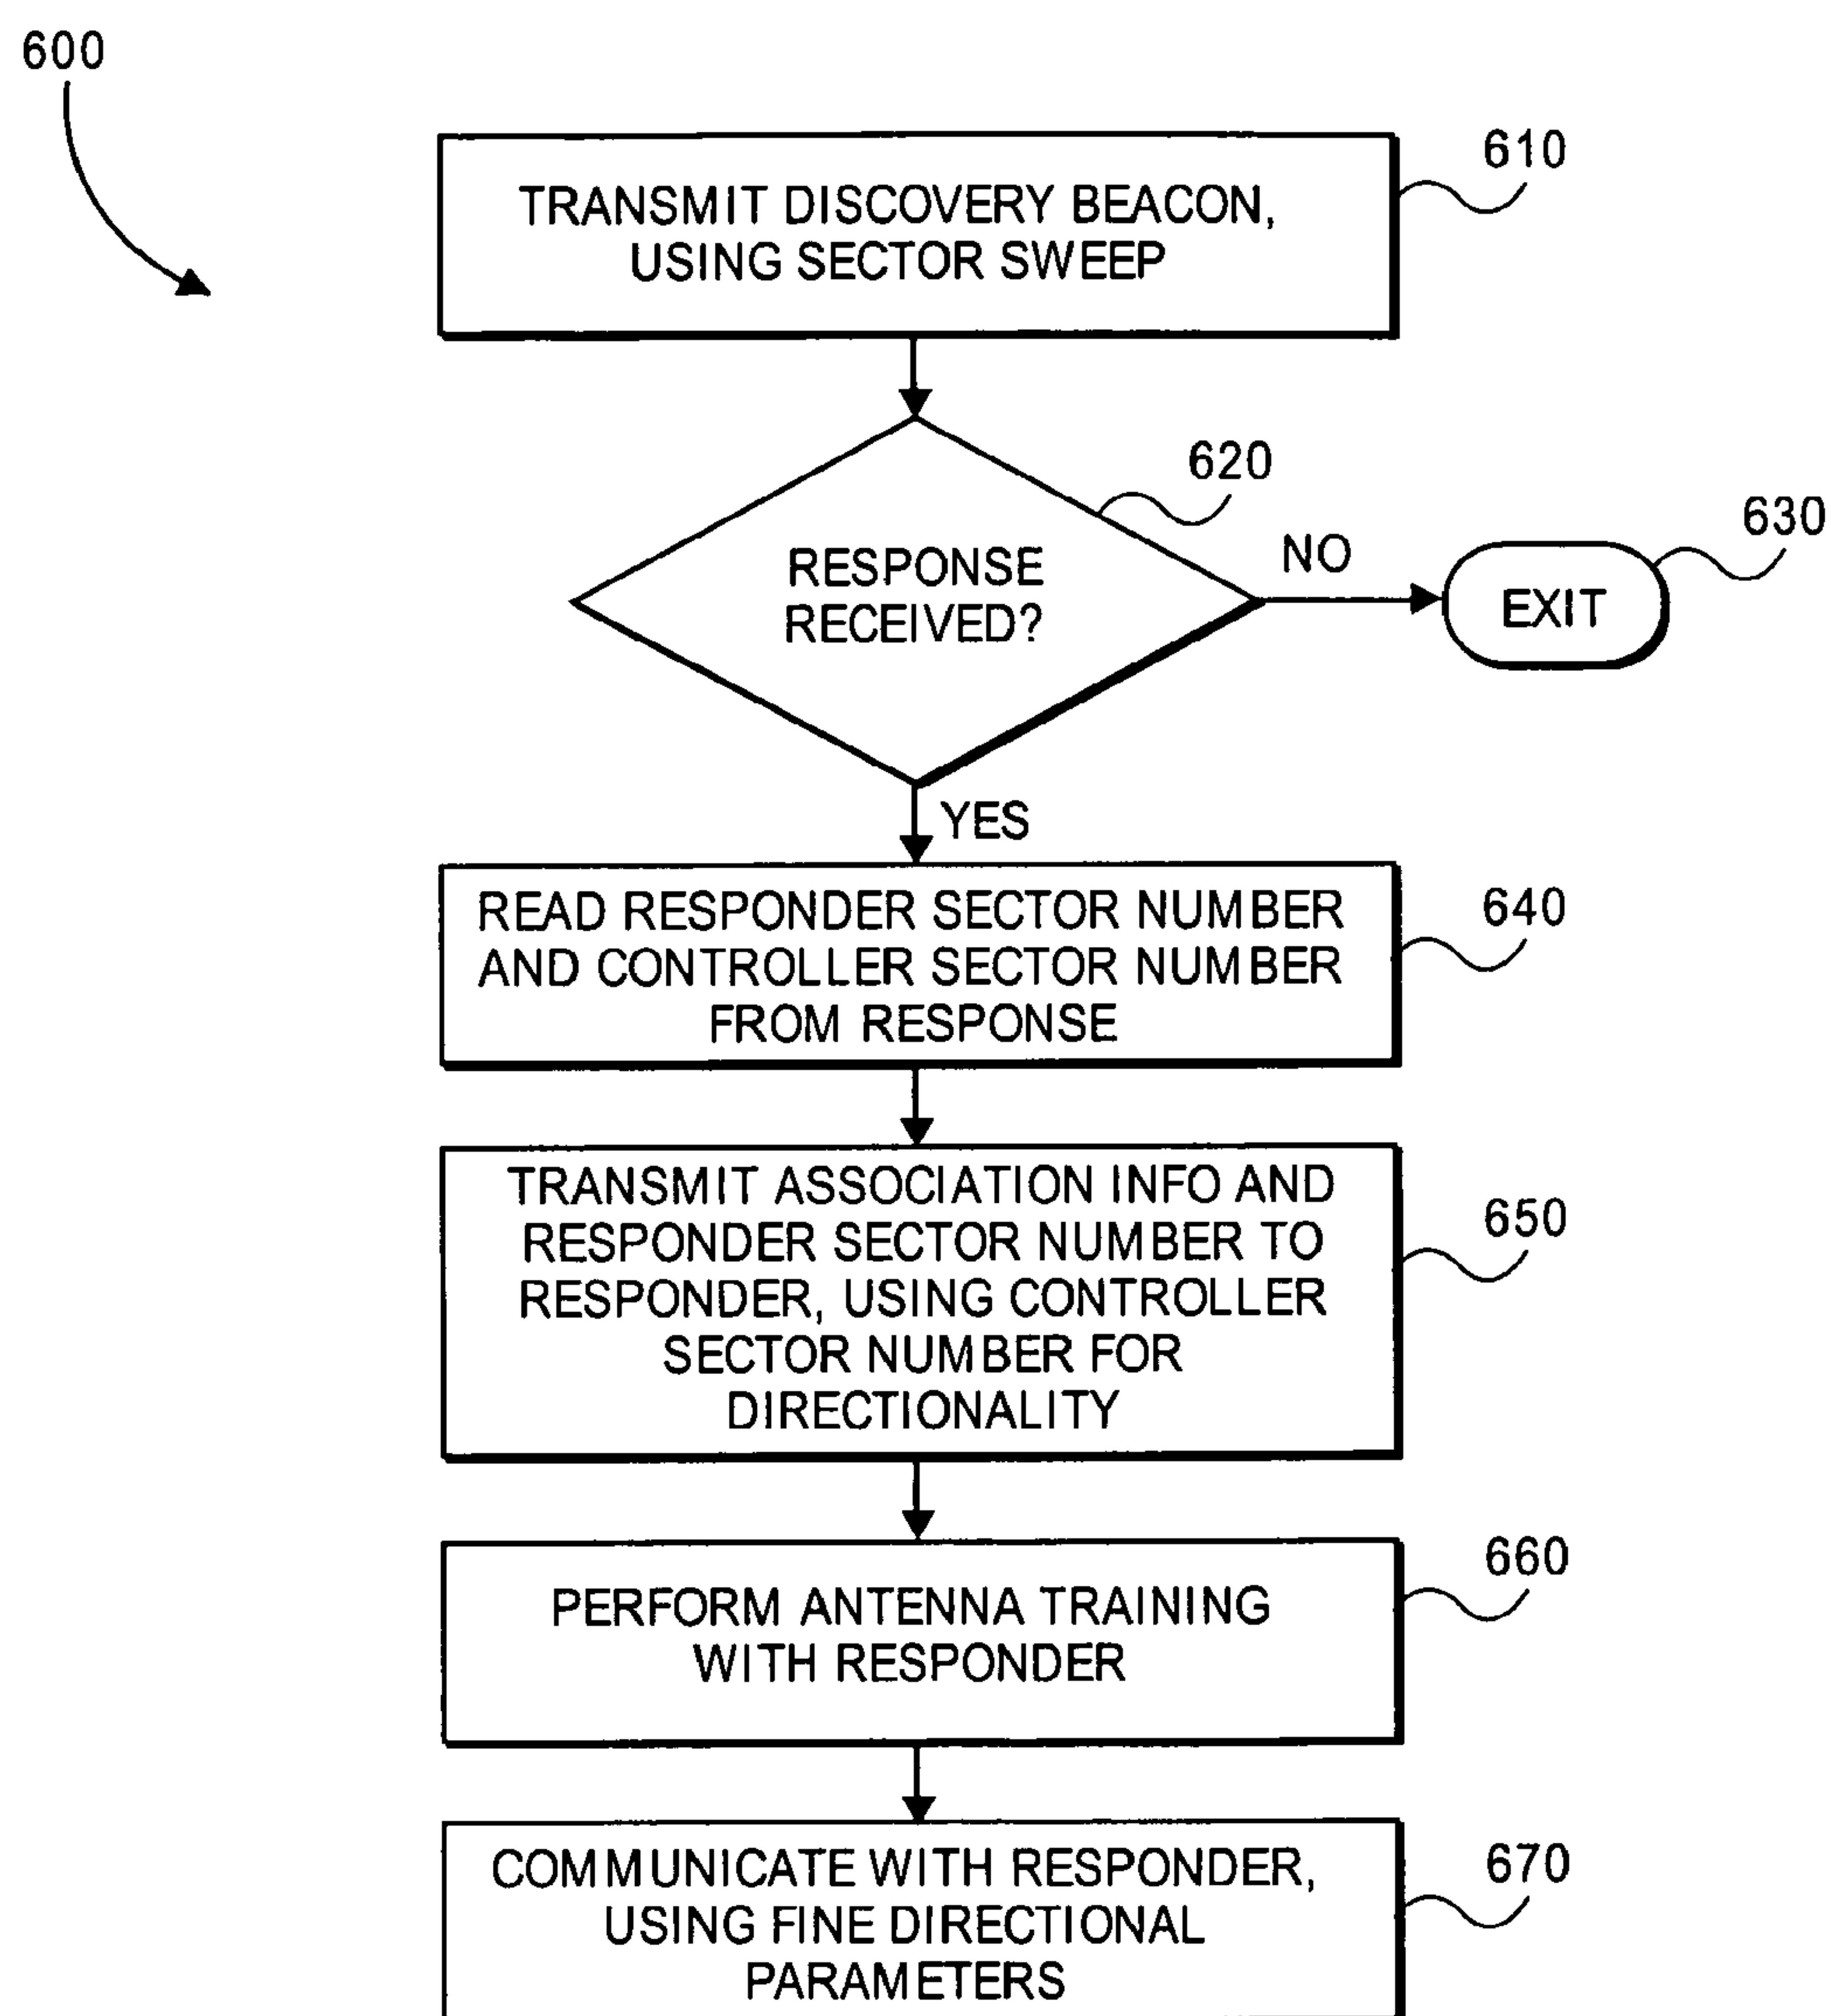 600
610
TRANSMIT DISCOVERY BEACON,
USING SECTOR SWEEP
620
630
RESPONSE
RECEIVED?
NO
EXIT
YES
640
READ RESPONDER SECTOR NUMBER
AND CONTROLLER SECTOR NUMBER
FROM RESPONSE
650
TRANSMIT ASSOCIATION INFO AND
RESPONDER SECTOR NUMBER TO
RESPONDER, USING CONTROLLER
SECTOR NUMBER FOR
DIRECTIONALITY
660
PERFORM ANTENNA TRAINING
WITH RESPONDER
670
COMMUNICATE WITH RESPONDER,
USING FINE DIRECTIONAL
PARAMETERS